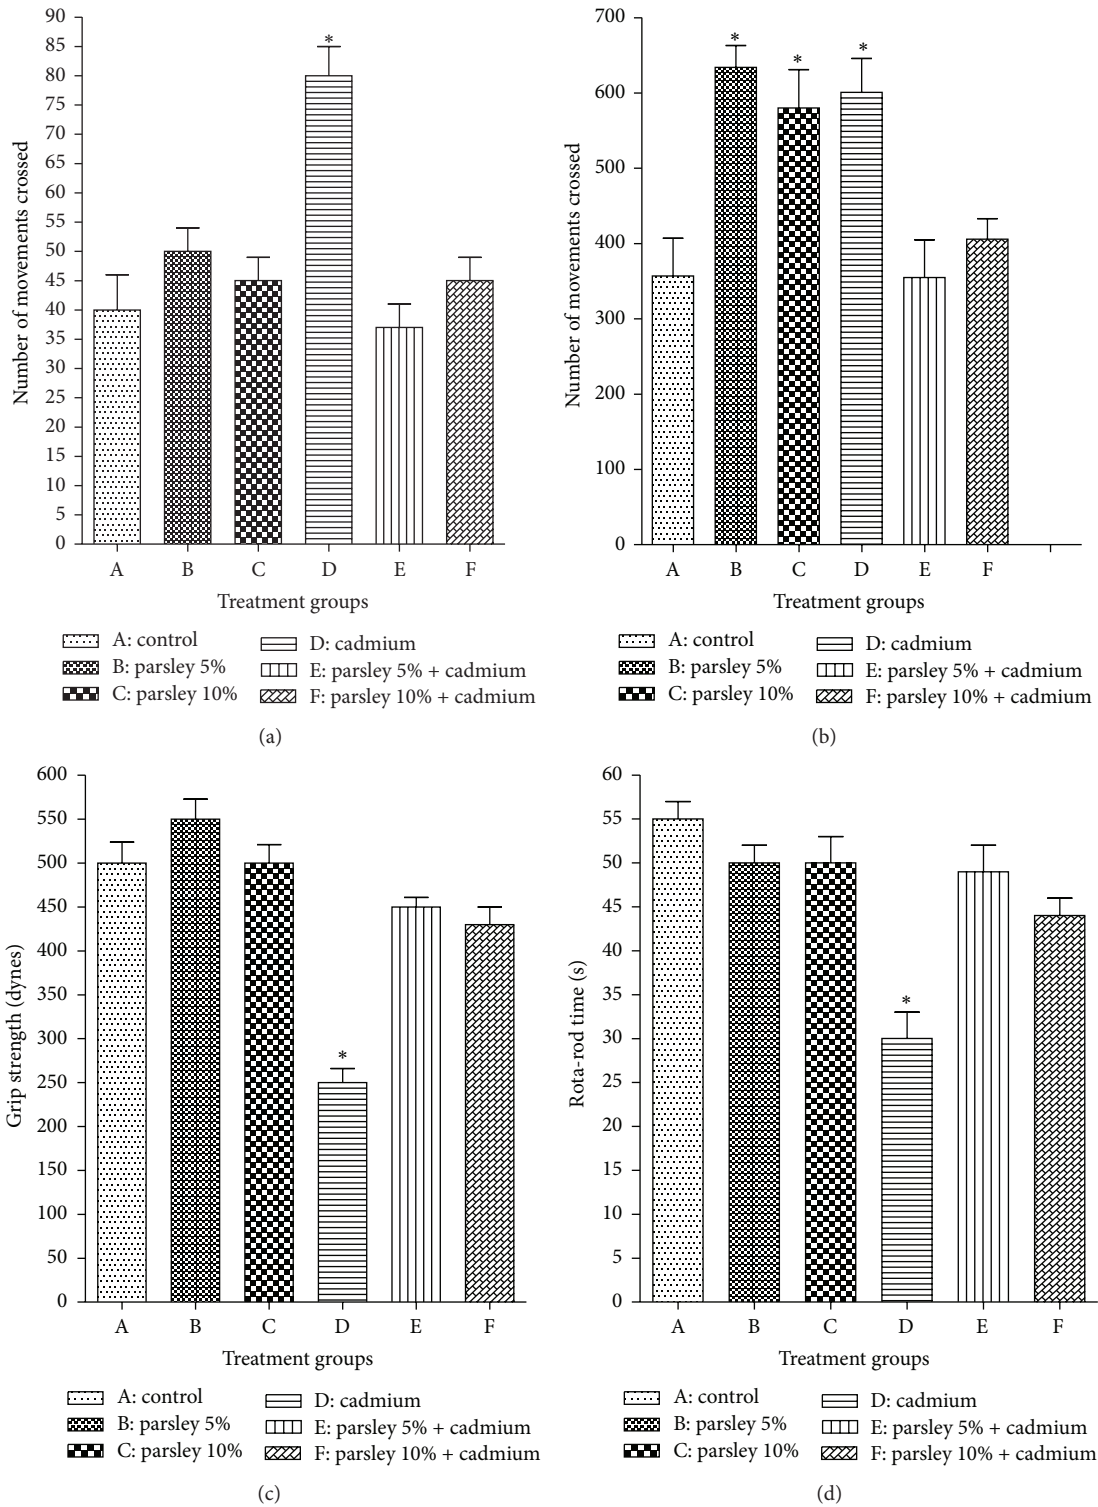 90
85
80
75
70
65
60
55
50
45
40
35
30
25
20
15
10
5
0
Number of movements crossed
*
A B C D E F
Treatment groups
A: control
B: parsley 5%
C: parsley 10%
D: cadmium
E: parsley 5% + cadmium
F: parsley 10% + cadmium
(a)
700
600
500
400
300
200
100
0
Number of movements crossed
* * *
A B C D E F
Treatment groups
A: control
B: parsley 5%
C: parsley 10%
D: cadmium
E: parsley 5% + cadmium
F: parsley 10% + cadmium
(b)
600
550
500
450
400
350
300
250
200
150
100
50
0
Grip strength (dynes)
*
A B C D E F
Treatment groups
A: control
B: parsley 5%
C: parsley 10%
D: cadmium
E: parsley 5% + cadmium
F: parsley 10% + cadmium
(c)
60
55
50
45
40
35
30
25
20
15
10
5
0
Rota-rod time (s)
*
A B C D E F
Treatment groups
A: control
B: parsley 5%
C: parsley 10%
D: cadmium
E: parsley 5% + cadmium
F: parsley 10% + cadmium
(d)